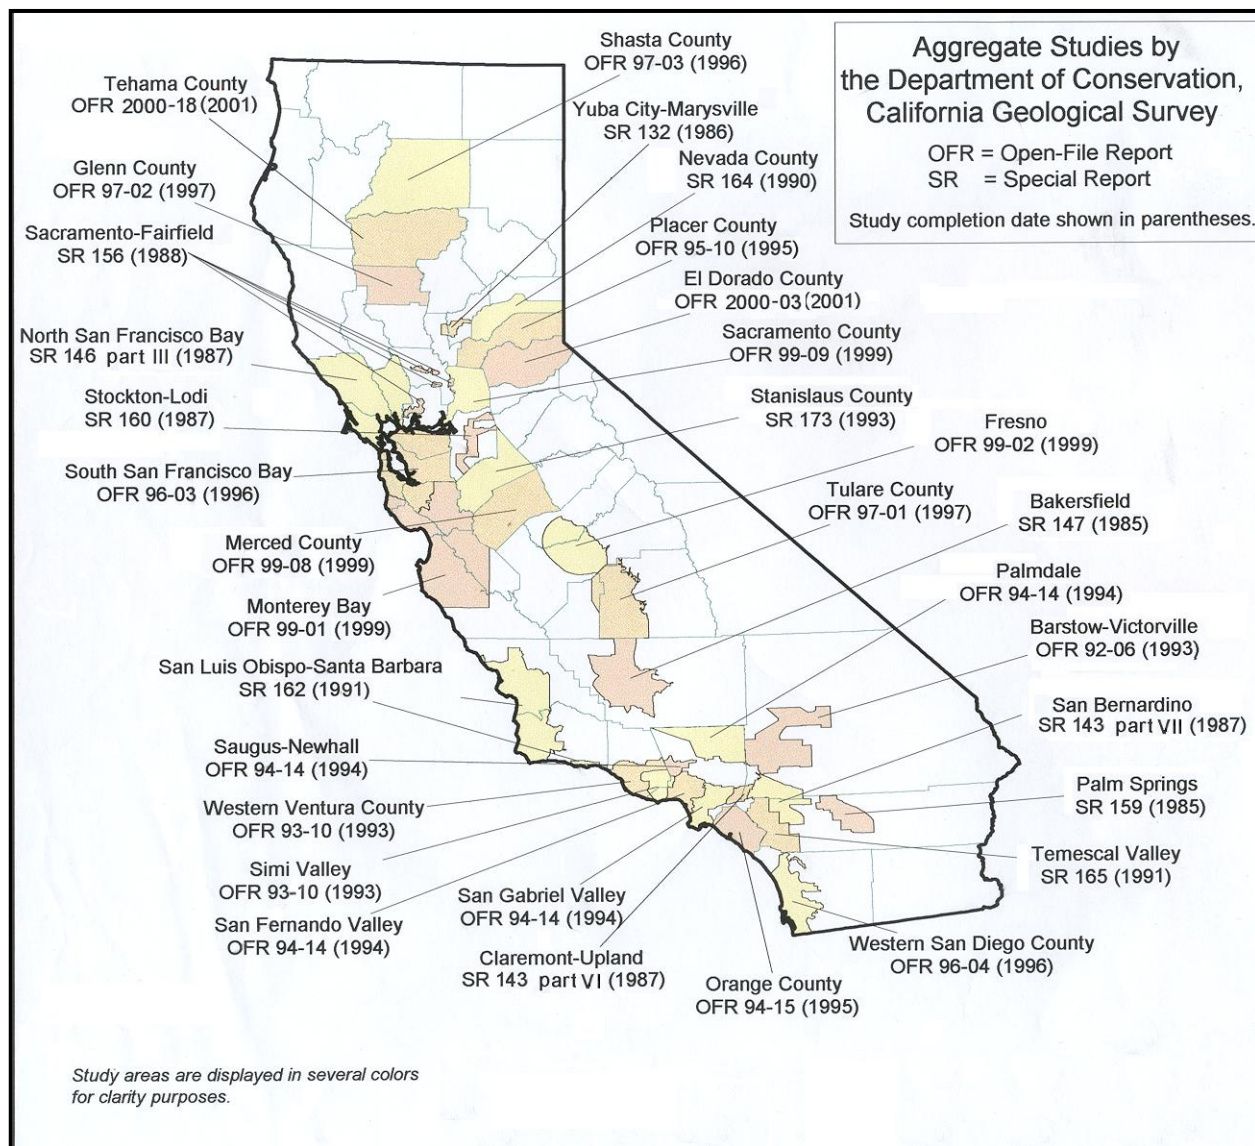 Aggregate Studies by
the Department of Conservation,
California Geological Survey
OFR = Open-File Report
SR = Special Report
Study completion date shown in parentheses.
Shasta County
OFR 97-03 (1996)
Tehama County
OFR 2000-18 (2001)
Yuba City-Marysville
SR 132 (1986)
Glenn County
OFR 97-02 (1997)
Nevada County
SR 164 (1990)
Sacramento-Fairfield
SR 156 (1988)
Placer County
OFR 95-10 (1995)
El Dorado County
OFR 2000-03 (2001)
North San Francisco Bay
SR 146 part III (1987)
Sacramento County
OFR 99-09 (1999)
Stockton-Lodi
SR 160 (1987)
Stanislaus County
SR 173 (1993)
Fresno
OFR 99-02 (1999)
South San Francisco Bay
OFR 96-03 (1996)
Tulare County
OFR 97-01 (1997)
Bakersfield
SR 147 (1985)
Merced County
OFR 99-08 (1999)
Palmdale
OFR 94-14 (1994)
Monterey Bay
OFR 99-01 (1999)
Barstow-Victorville
OFR 92-06 (1993)
San Luis Obispo-Santa Barbara
SR 162 (1991)
San Bernardino
SR 143 part VII (1987)
Saugus-Newhall
OFR 94-14 (1994)
Palm Springs
SR 159 (1985)
Western Ventura County
OFR 93-10 (1993)
Temescal Valley
SR 165 (1991)
Simi Valley
OFR 93-10 (1993)
San Gabriel Valley
OFR 94-14 (1994)
San Fernando Valley
OFR 94-14 (1994)
Western San Diego County
OFR 96-04 (1996)
Claremont-Upland
SR 143 part VI (1987)
Orange County
OFR 94-15 (1995)
Study areas are displayed in several colors
for clarity purposes.